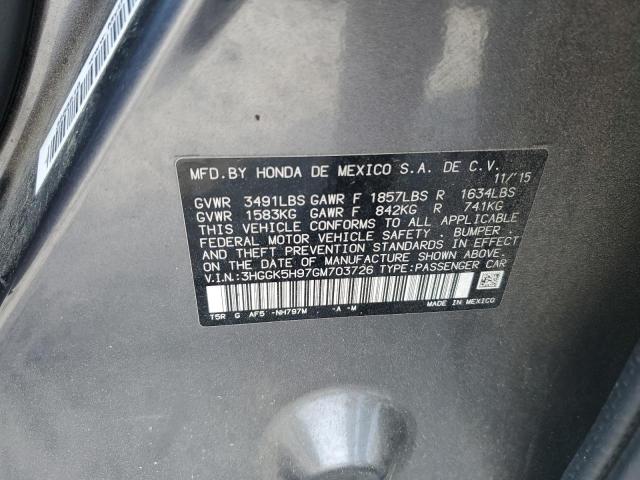 MFD.BY HONDA DE MEXICO S.A. DE C.V.
11/'15
GVWR 3491LBS GAWR F 1857LBS R 1634LBS
GVWR 1583KG GAWR F 842KG R 741KG
THIS VEHICLE CONFORMS TO ALL APPLICABLE
FEDERAL MOTOR VEHICLE SAFETY . BUMPER .
AND THEFT PREVENTION STANDARDS IN EFFECT
ON THE DATE OF MANUFACTURE SHOWN ABOVE.
V.I.N:3HGGK5H97GM703726 TYPE:PASSENGER CAR
T5R G AF5 -NH797M -A -M MADE IN MEXICO